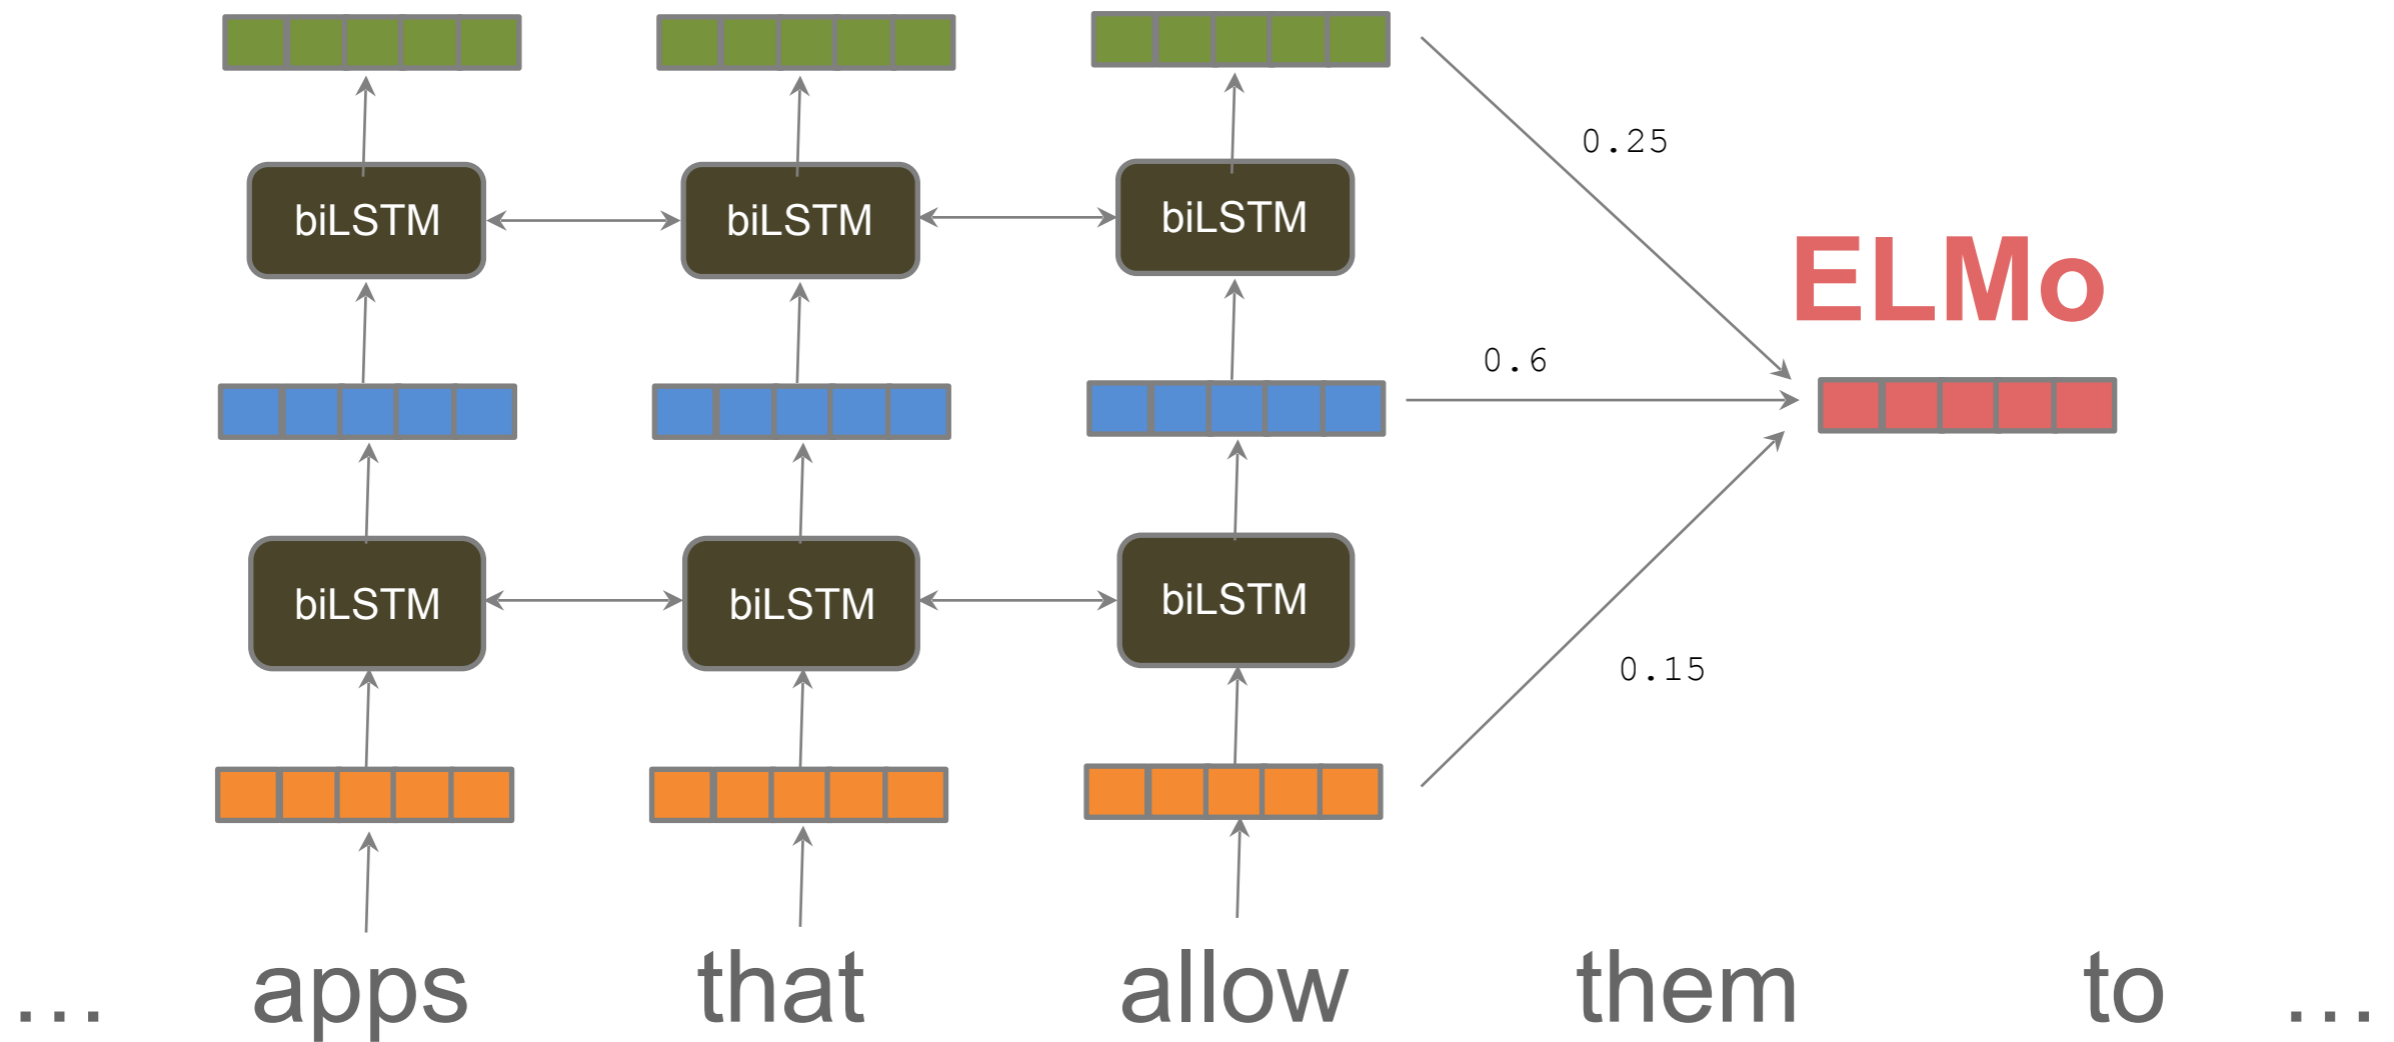 biLSTM biLSTM biLSTM
0.25
ELMo
0.6
biLSTM biLSTM biLSTM
0.15
... apps that allow them to ...